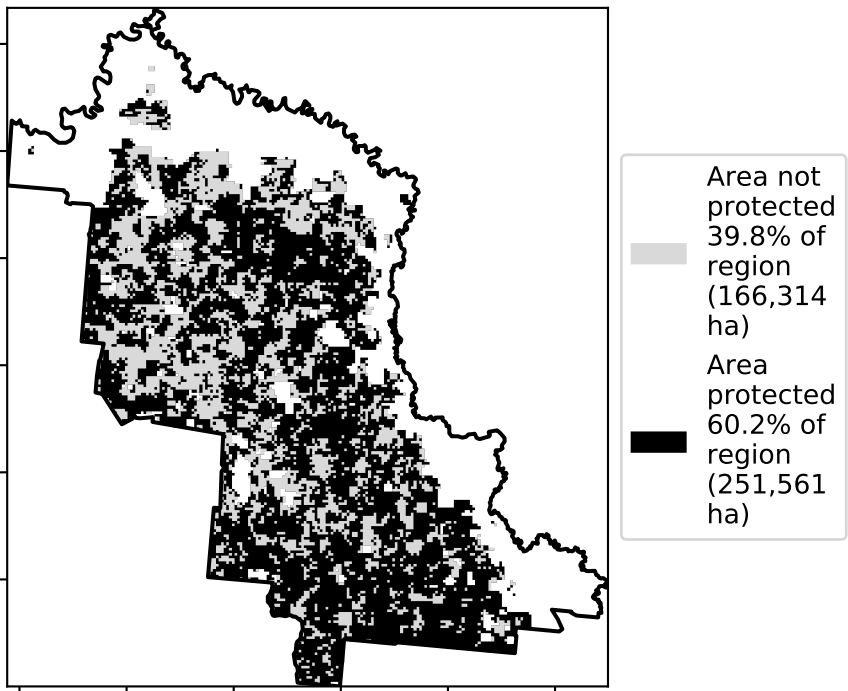 Area not
protected
39.8% of
region
(166,314
ha)
Area
protected
60.2% of
region
(251,561
ha)